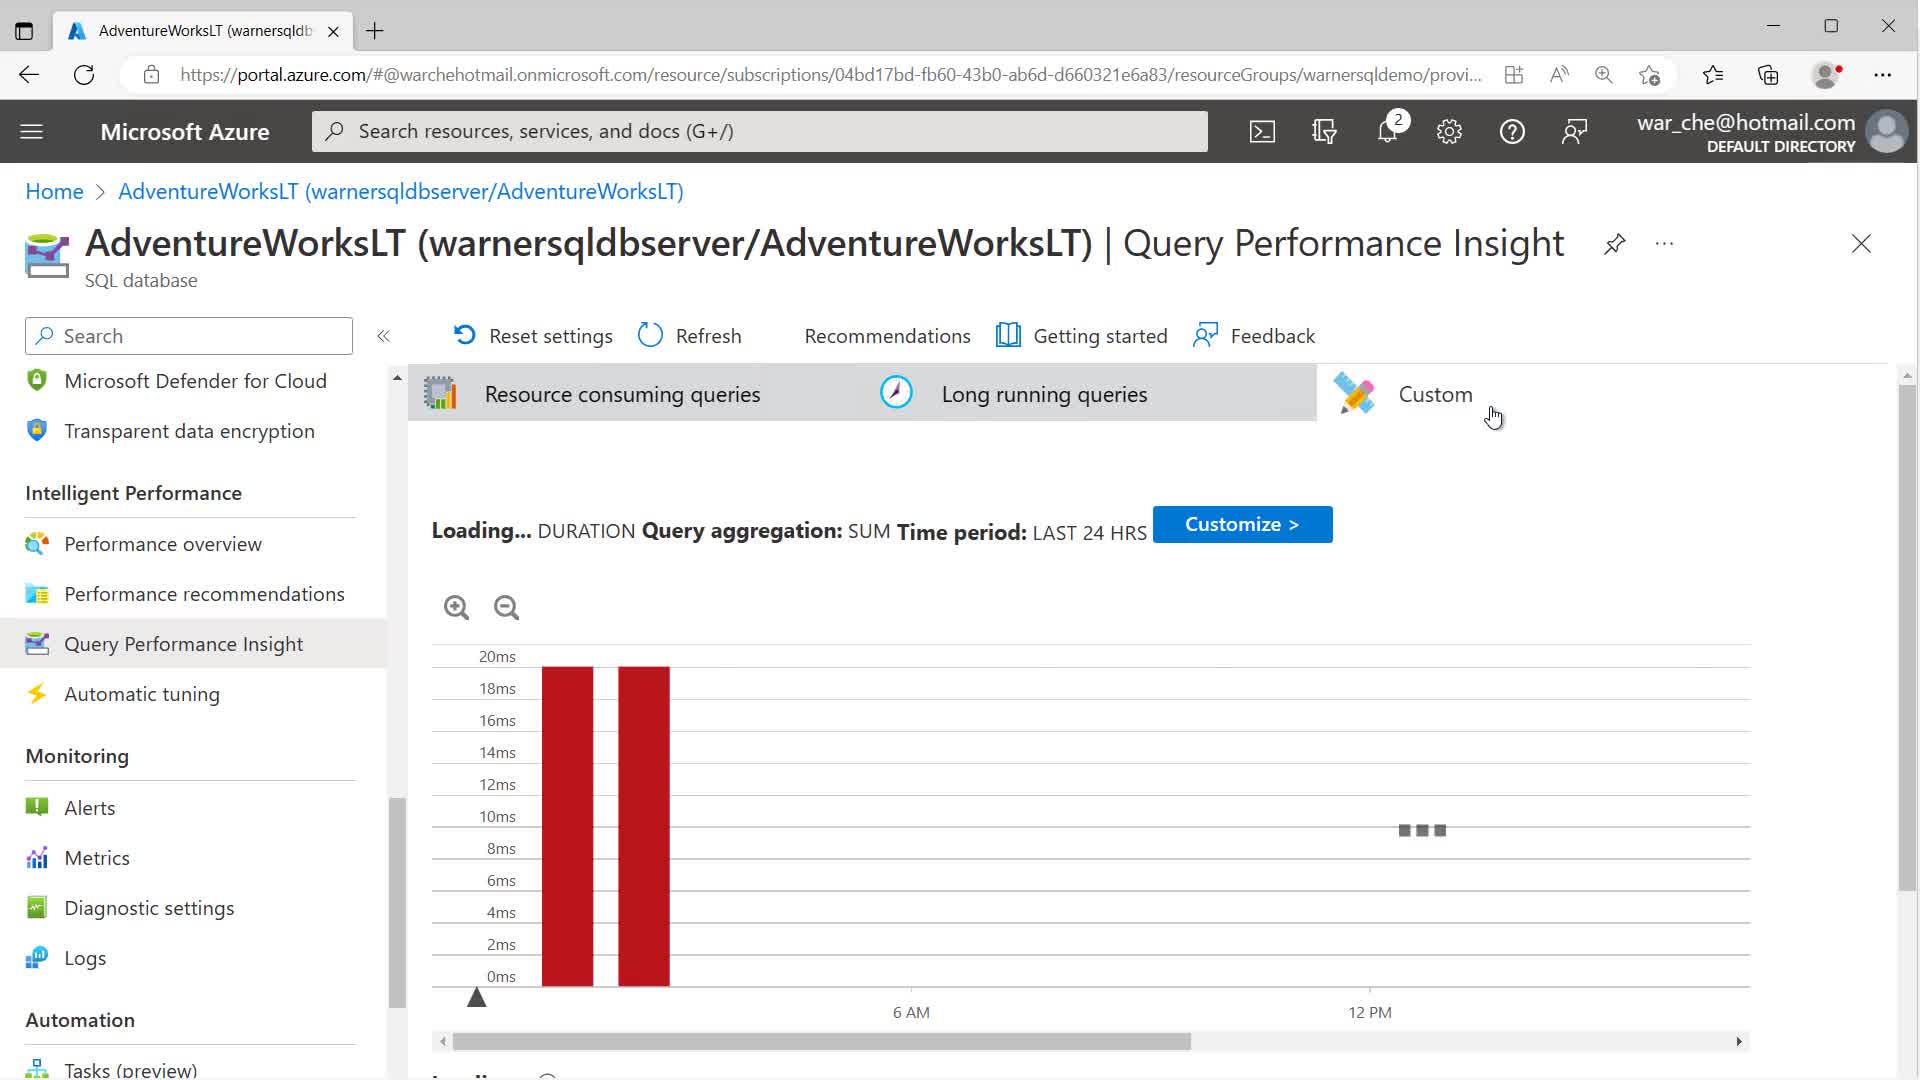 AdventureWorksLT (warnersqldb
https://portal.azure.com/#@warchehotmail.onmicrosoft.com/resource/subscriptions/04bd17bd-fb60-43b0-ab6d-d660321e6a83/resourceGroups/warnersqldemo/provi...
Microsoft Azure
Search resources, services, and docs (G+/)
2
war_che@hotmail.com
DEFAULT DIRECTORY
Home > AdventureWorksLT (warnersqldbserver/AdventureWorksLT)
AdventureWorksLT (warnersqldbserver/AdventureWorksLT) | Query Performance Insight
SQL database
Search
Reset settings
Refresh
Recommendations
Getting started
Feedback
Microsoft Defender for Cloud
Transparent data encryption
Intelligent Performance
Performance overview
Performance recommendations
Query Performance Insight
Automatic tuning
Monitoring
Alerts
Metrics
Diagnostic settings
Logs
Automation
Tasks (preview)
Resource consuming queries
Long running queries
Custom
Loading... DURATION Query aggregation: SUM Time period: LAST 24 HRS
Customize >
20ms
18ms
16ms
14ms
12ms
10ms
8ms
6ms
4ms
2ms
0ms
6 AM
12 PM